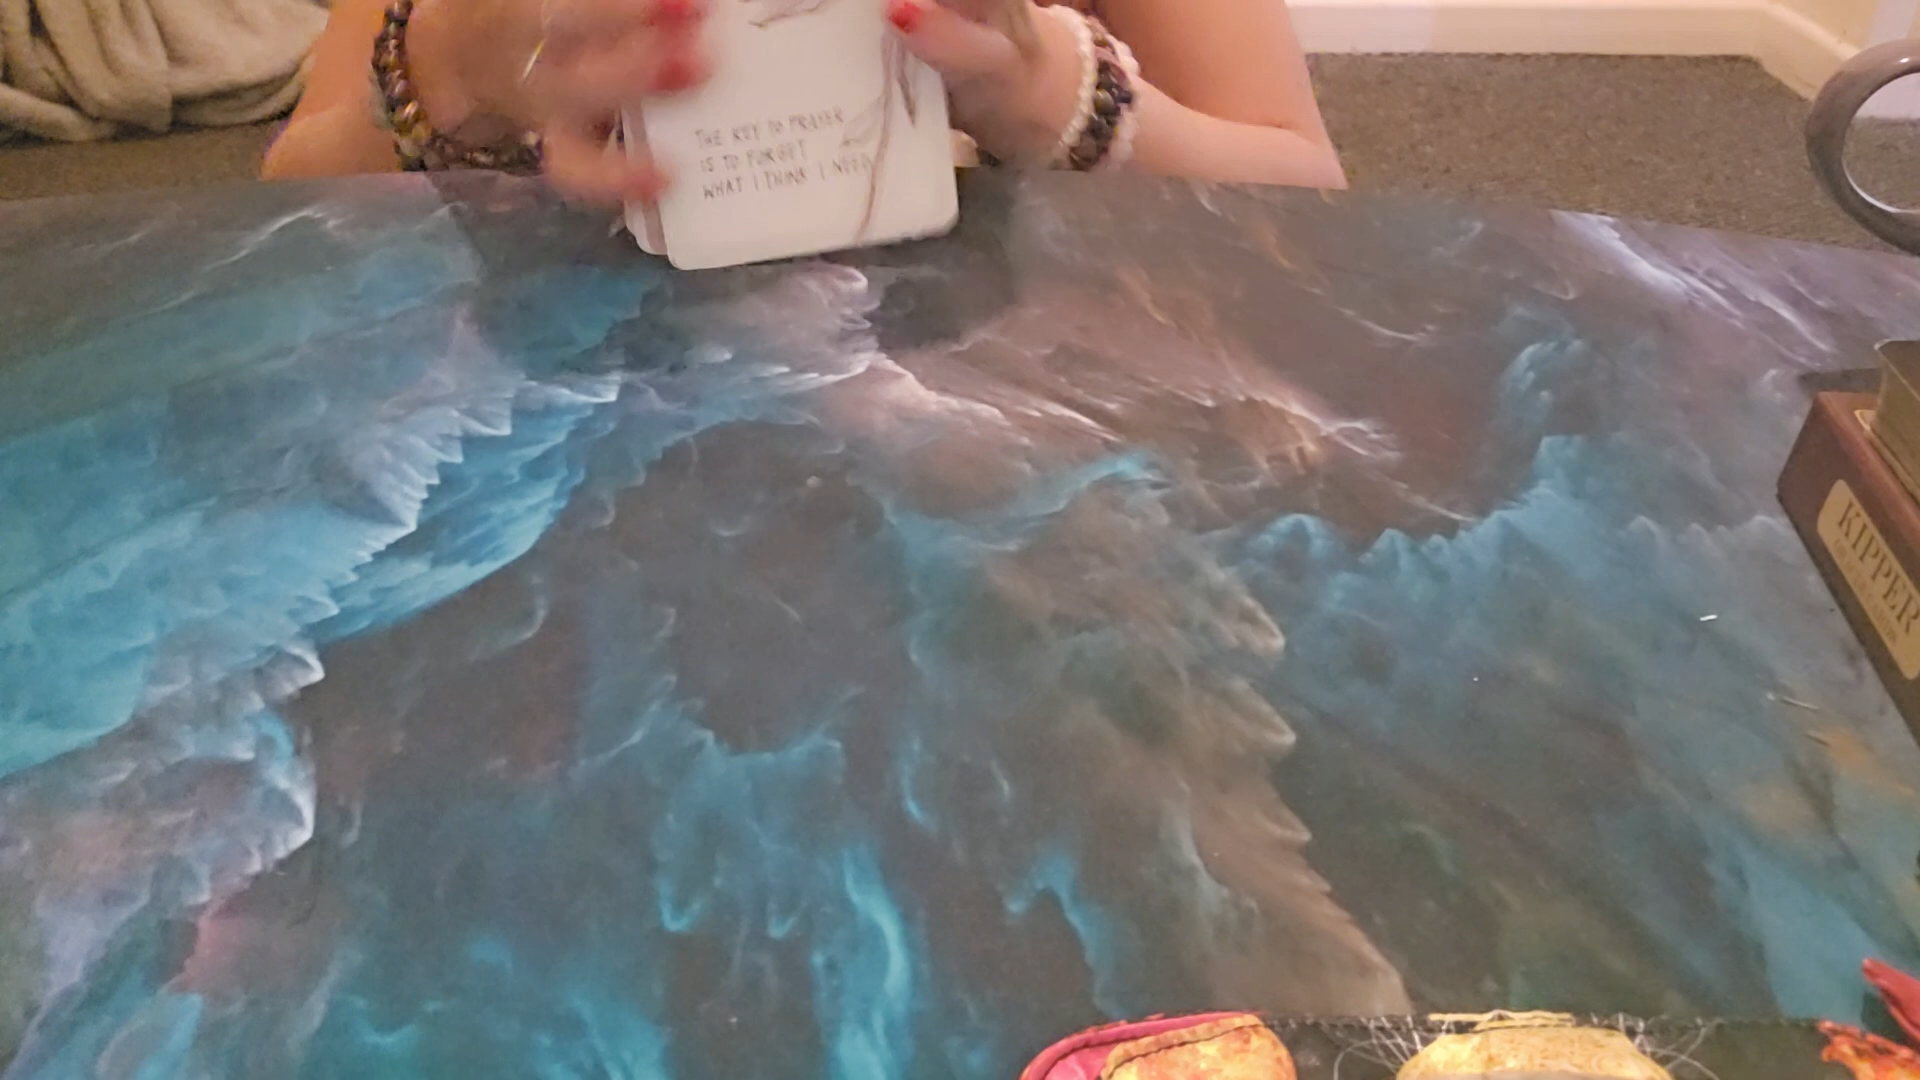 THE KEY TO PRAYER
IS TO FORGET
WHAT I THINK I NEED
KIPPER